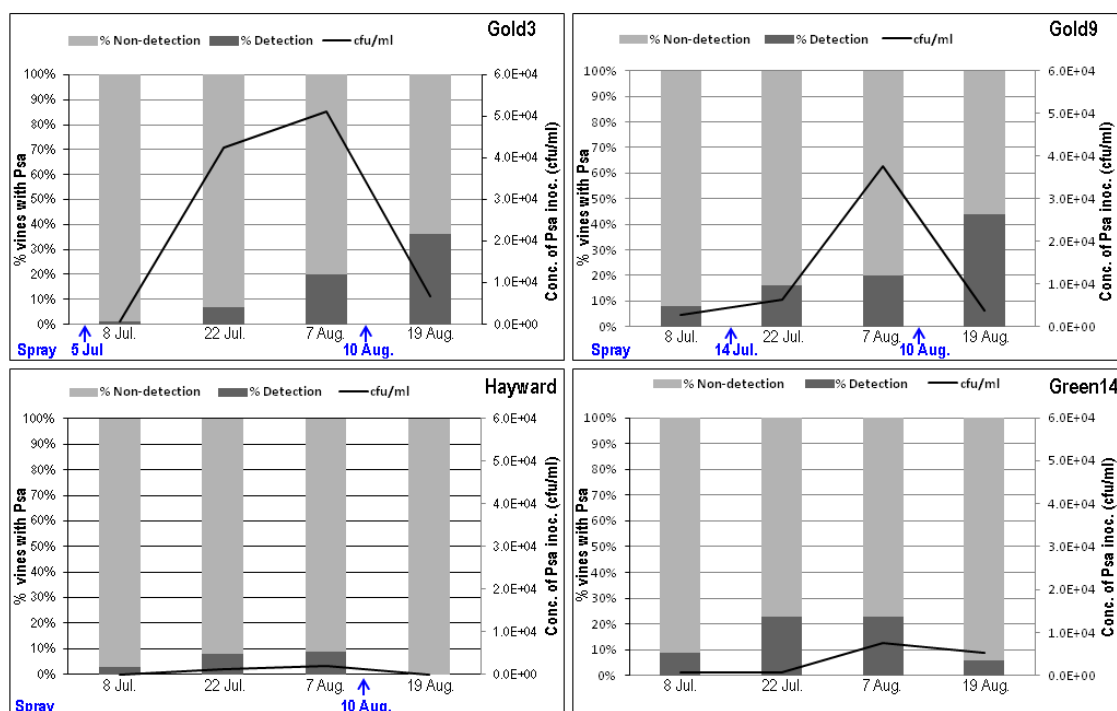 Gold3
% Non-detection % Detection cfu/ml
100%
90%
80%
70%
60%
50%
40%
30%
20%
10%
0%
% vines with Psa
6.0E+04
5.0E+04
4.0E+04
3.0E+04
2.0E+04
1.0E+04
0.0E+00
Conc. of Psa inoc. (cfu/ml)
8 Jul. 22 Jul. 7 Aug. 19 Aug.
Spray 5 Jul 10 Aug.
Gold9
% Non-detection % Detection cfu/ml
100%
90%
80%
70%
60%
50%
40%
30%
20%
10%
0%
% vines with Psa
6.0E+04
5.0E+04
4.0E+04
3.0E+04
2.0E+04
1.0E+04
0.0E+00
Conc. of Psa inoc. (cfu/ml)
8 Jul. 22 Jul. 7 Aug. 19 Aug.
Spray 14 Jul. 10 Aug.
Hayward
% Non-detection % Detection cfu/ml
100%
90%
80%
70%
60%
50%
40%
30%
20%
10%
0%
% vines with Psa
6.0E+04
5.0E+04
4.0E+04
3.0E+04
2.0E+04
1.0E+04
0.0E+00
Conc. of Psa inoc. (cfu/ml)
8 Jul. 22 Jul. 7 Aug. 19 Aug.
Spray 10 Aug.
Green14
% Non-detection % Detection cfu/ml
100%
90%
80%
70%
60%
50%
40%
30%
20%
10%
0%
% vines with Psa
6.0E+04
5.0E+04
4.0E+04
3.0E+04
2.0E+04
1.0E+04
0.0E+00
Conc. of Psa inoc. (cfu/ml)
8 Jul. 22 Jul. 7 Aug. 19 Aug.